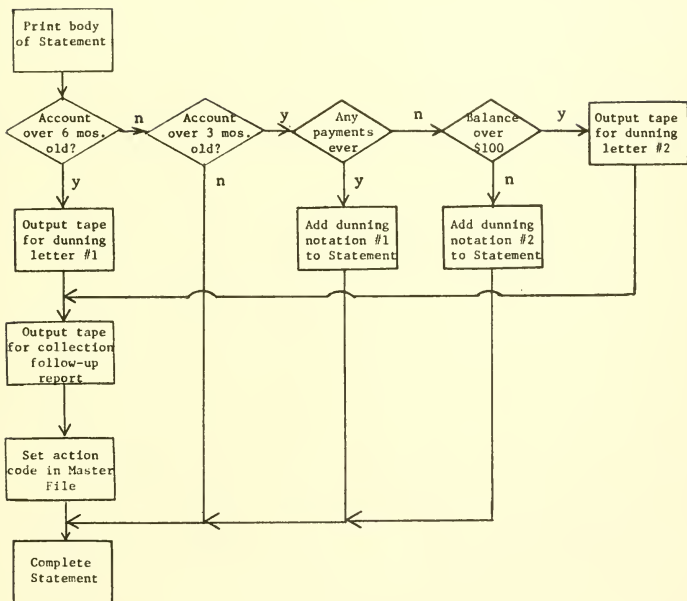 Print body
of Statement
Account
over 6 mos.
old?
n
Account
over 3 mos.
old?
y
Any
payments
ever
n
Balance
over
$100
y
Output tape
for dunning
letter #2
y
n
y
n
Output tape
for dunning
letter #1
Add dunning
notation #1
to Statement
Add dunning
notation #2
to Statement
Output tape
for collection
follow-up
report
Set action
code in Master
File
Complete
Statement